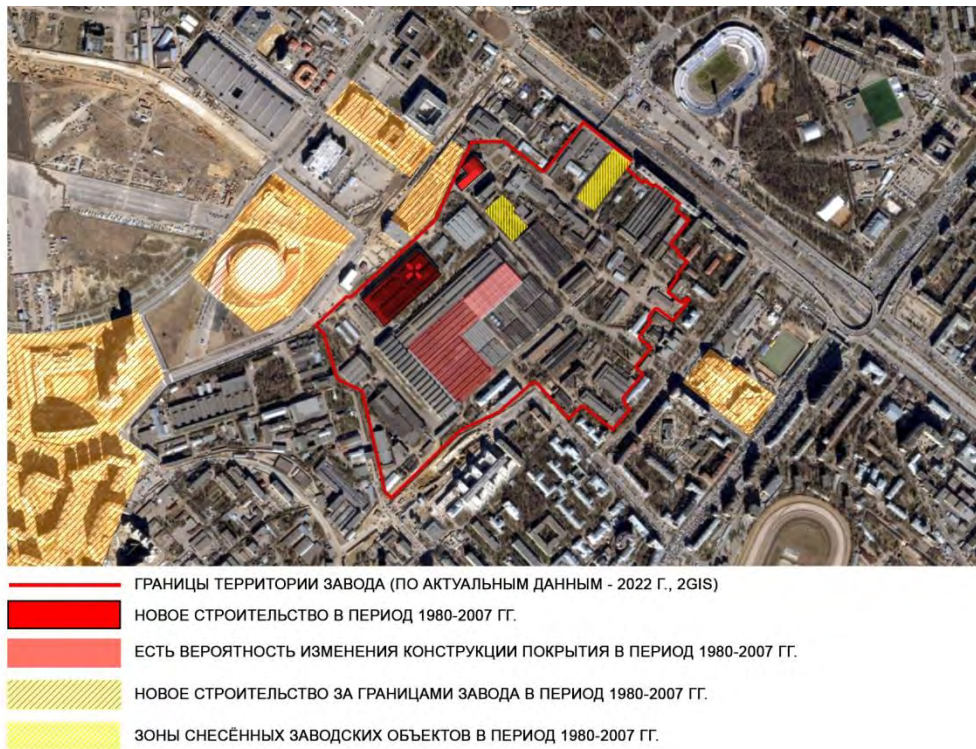 ГРАНИЦЫ ТЕРРИТОРИИ ЗАВОДА (ПО АКТУАЛЬНЫМ ДАННЫМ - 2022 Г., 2GIS)
НОВОЕ СТРОИТЕЛЬСТВО В ПЕРИОД 1980-2007 ГГ.
ЕСТЬ ВЕРОЯТНОСТЬ ИЗМЕНЕНИЯ КОНСТРУКЦИИ ПОКРЫТИЯ В ПЕРИОД 1980-2007 ГГ.
НОВОЕ СТРОИТЕЛЬСТВО ЗА ГРАНИЦАМИ ЗАВОДА В ПЕРИОД 1980-2007 ГГ.
ЗОНЫ СНЕСЁННЫХ ЗАВОДСКИХ ОБЪЕКТОВ В ПЕРИОД 1980-2007 ГГ.